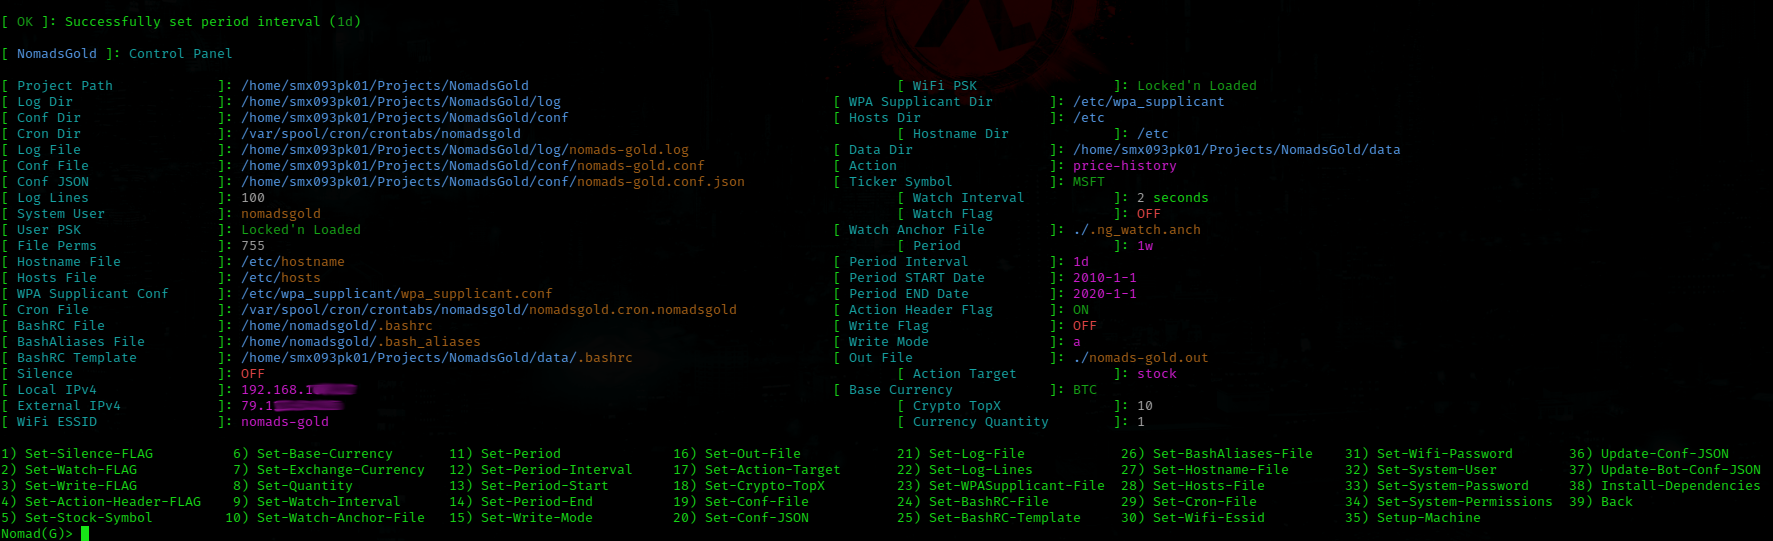 [ OK ]: Successfully set period interval (1d)
[ NomadsGold ]: Control Panel
[ Project Path ]: /home/smx093pk01/Projects/NomadsGold [ WiFi PSK ]: Locked'n Loaded
[ Log Dir ]: /home/smx093pk01/Projects/NomadsGold/log [ WPA Supplicant Dir ]: /etc/wpa_supplicant
[ Conf Dir ]: /home/smx093pk01/Projects/NomadsGold/conf [ Hosts Dir ]: /etc
[ Cron Dir ]: /var/spool/cron/crontabs/nomadsgold [ Hostname Dir ]: /etc
[ Log File ]: /home/smx093pk01/Projects/NomadsGold/log/nomads-gold.log [ Data Dir ]: /home/smx093pk01/Projects/NomadsGold/data
[ Conf File ]: /home/smx093pk01/Projects/NomadsGold/conf/nomads-gold.conf [ Action ]: price-history
[ Conf JSON ]: /home/smx093pk01/Projects/NomadsGold/conf/nomads-gold.conf.json [ Ticker Symbol ]: MSFT
[ Log Lines ]: 100 [ Watch Interval ]: 2 seconds
[ System User ]: nomadsgold [ Watch Flag ]: OFF
[ User PSK ]: Locked'n Loaded [ Watch Anchor File ]: ./.ng_watch.anch
[ File Perms ]: 755 [ Period ]: 1w
[ Hostname File ]: /etc/hostname [ Period Interval ]: 1d
[ Hosts File ]: /etc/hosts [ Period START Date ]: 2010-1-1
[ WPA Supplicant Conf ]: /etc/wpa_supplicant/wpa_supplicant.conf [ Period END Date ]: 2020-1-1
[ Cron File ]: /var/spool/cron/crontabs/nomadsgold/nomadsgold.cron.nomadsgold [ Action Header Flag ]: ON
[ BashRC File ]: /home/nomadsgold/.bashrc [ Write Flag ]: OFF
[ BashAliases File ]: /home/nomadsgold/.bash_aliases [ Write Mode ]: a
[ BashRC Template ]: /home/smx093pk01/Projects/NomadsGold/data/.bashrc [ Out File ]: ./nomads-gold.out
[ Silence ]: OFF [ Action Target ]: stock
[ Local IPv4 ]: 192.168.1 [ Base Currency ]: BTC
[ External IPv4 ]: 79.1 [ Crypto TopX ]: 10
[ WiFi ESSID ]: nomads-gold [ Currency Quantity ]: 1
1) Set-Silence-FLAG 6) Set-Base-Currency 11) Set-Period 16) Set-Out-File 21) Set-Log-File 26) Set-BashAliases-File 31) Set-Wifi-Password 36) Update-Conf-JSON
2) Set-Watch-FLAG 7) Set-Exchange-Currency 12) Set-Period-Interval 17) Set-Action-Target 22) Set-Log-Lines 27) Set-Hostname-File 32) Set-System-User 37) Update-Bot-Conf-JSON
3) Set-Write-FLAG 8) Set-Quantity 13) Set-Period-Start 18) Set-Crypto-TopX 23) Set-WPASupplicant-File 28) Set-Hosts-File 33) Set-System-Password 38) Install-Dependencies
4) Set-Action-Header-FLAG 9) Set-Watch-Interval 14) Set-Period-End 19) Set-Conf-File 24) Set-BashRC-File 29) Set-Cron-File 34) Set-System-Permissions 39) Back
5) Set-Stock-Symbol 10) Set-Watch-Anchor-File 15) Set-Write-Mode 20) Set-Conf-JSON 25) Set-BashRC-Template 30) Set-Wifi-Essid 35) Setup-Machine
Nomad(G)>